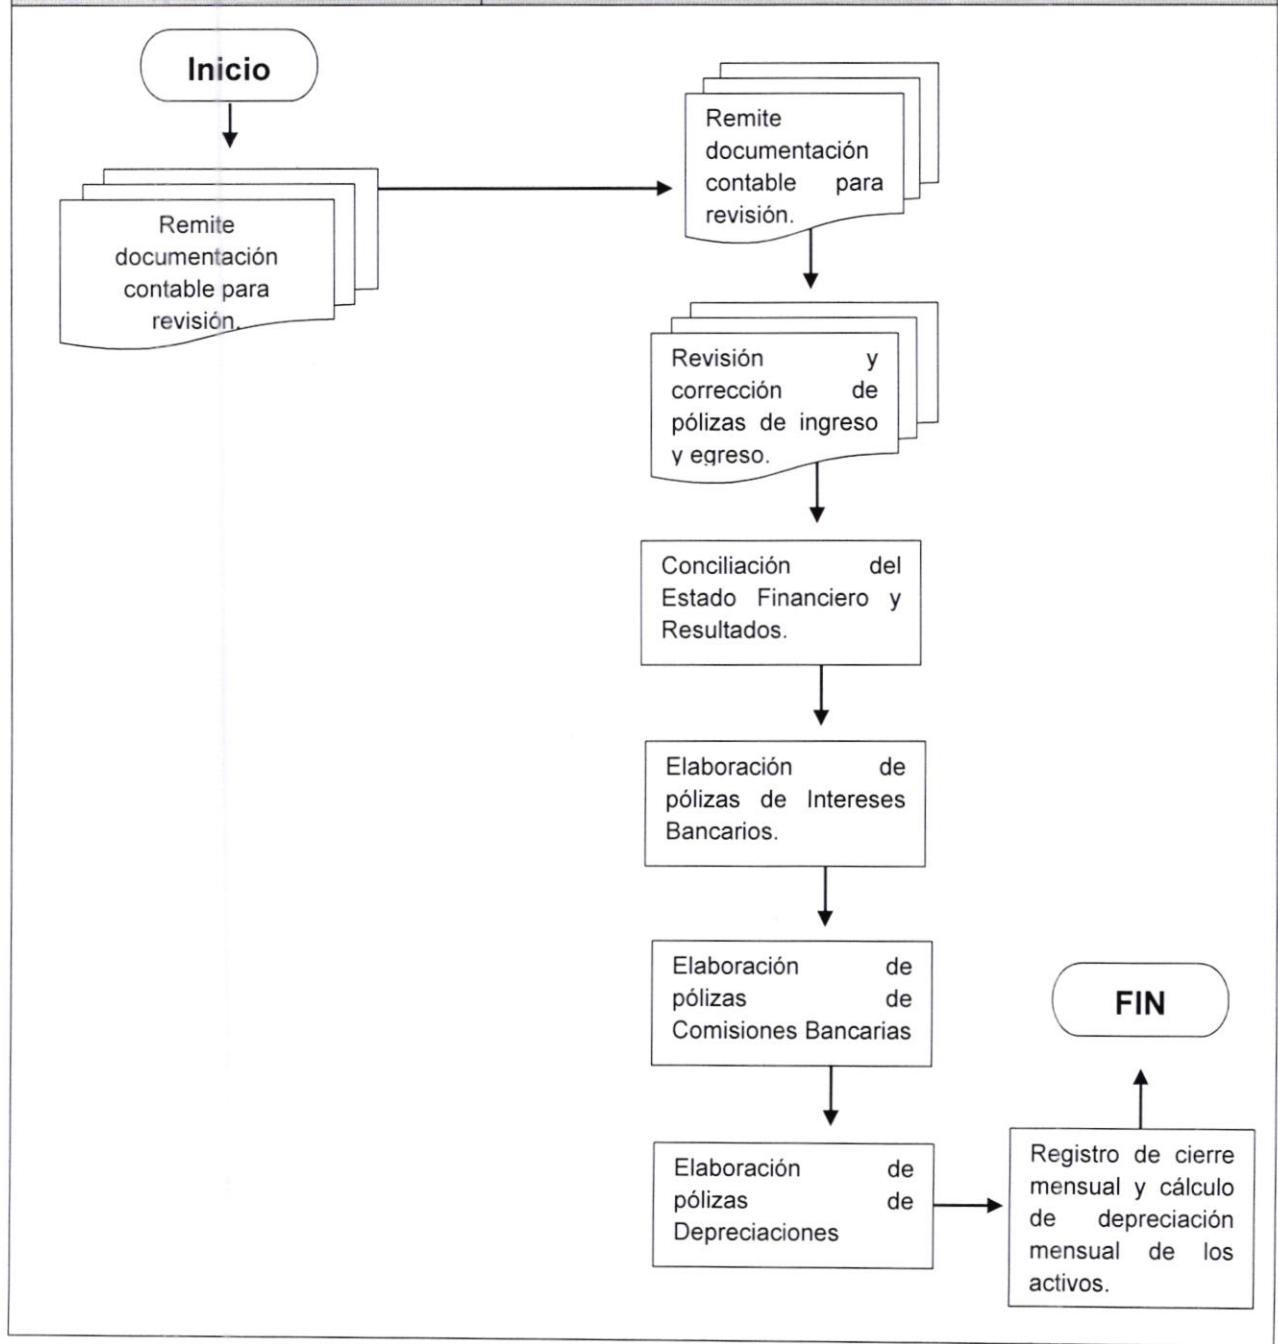 Inicio
Remite
documentación
contable para
revisión.
Remite
documentación
contable para
revisión.
Revisión y
corrección de
pólizas de ingreso
y egreso.
Conciliación del
Estado Financiero y
Resultados.
Elaboración de
pólizas de Intereses
Bancarios.
Elaboración de
pólizas de
Comisiones Bancarias
Elaboración de
pólizas de
Depreciaciones
Registro de cierre
mensual y cálculo
de depreciación
mensual de los
activos.
FIN